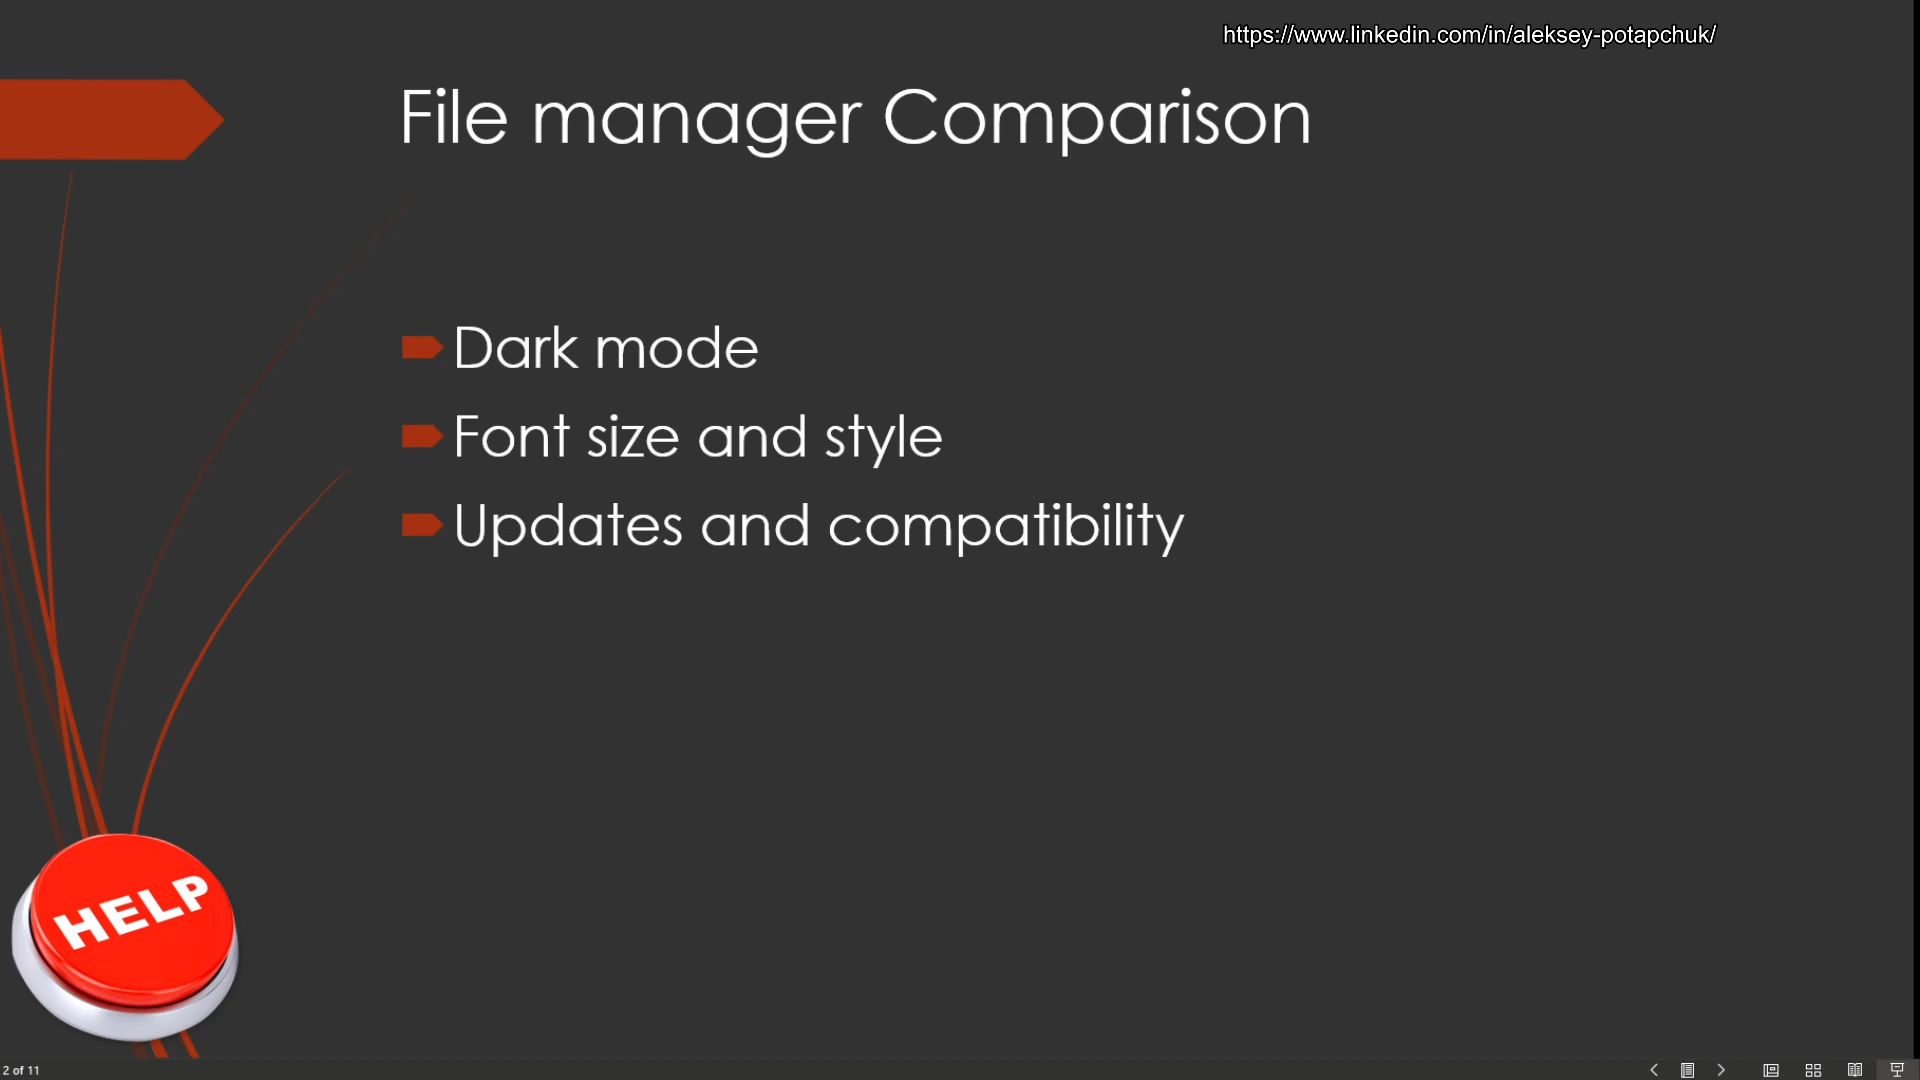 https://www.linkedin.com/in/aleksey-potapchuk/
File manager Comparison
Dark mode
Font size and style
Updates and compatibility
HELP
2 of 11